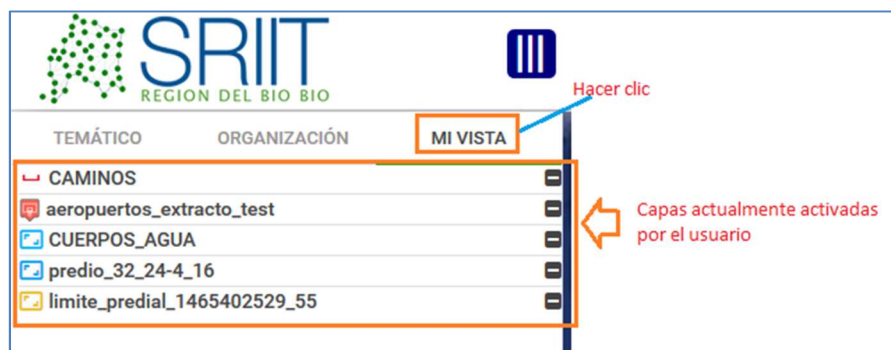 SRIIT
REGION DEL BIO BIO
Hacer clic
TEMÁTICO ORGANIZACIÓN MI VISTA
CAMINOS
aeropuertos_extracto_test
CUERPOS_AGUA
predio_32_24-4_16
limite_predial_1465402529_55
Capas actualmente activadas
por el usuario